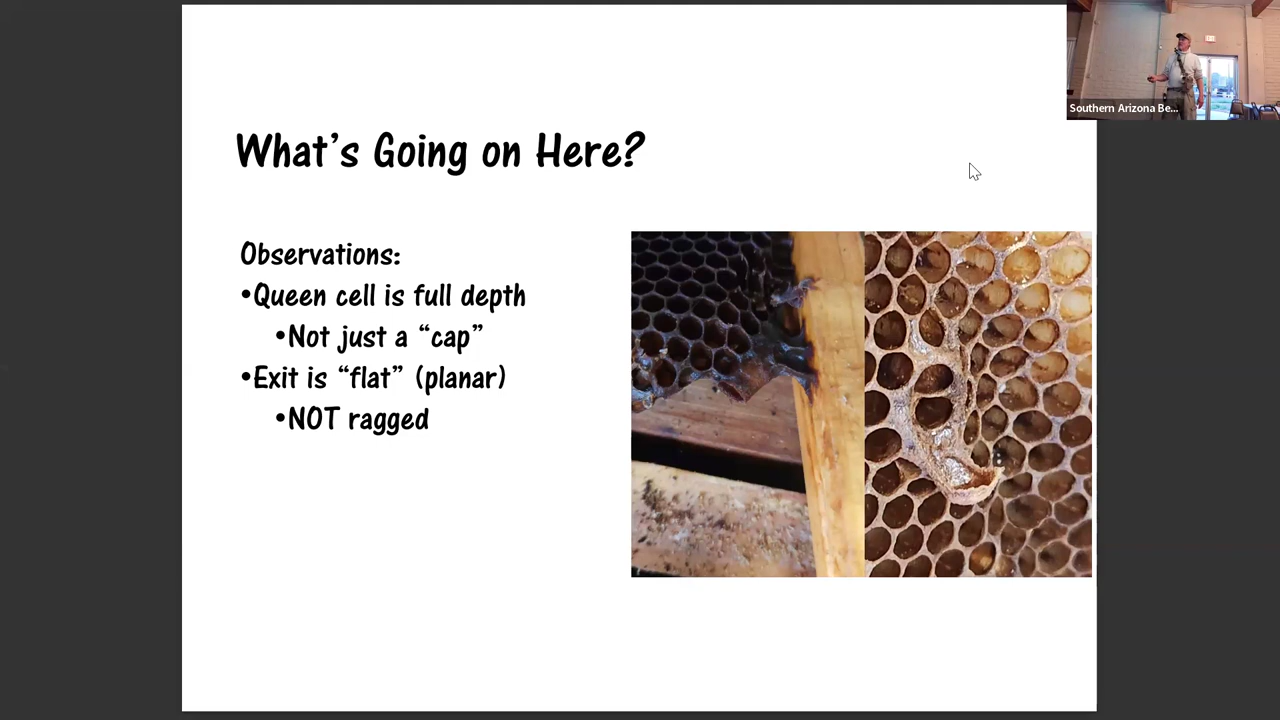 Southern Arizona Be...
What's Going on Here?
Observations:
•Queen cell is full depth
•Not just a “cap”
•Exit is “flat” (planar)
•NOT ragged